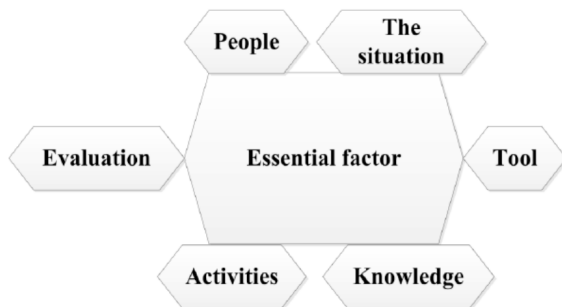 People
The
situation
Evaluation
Essential factor
Tool
Activities
Knowledge